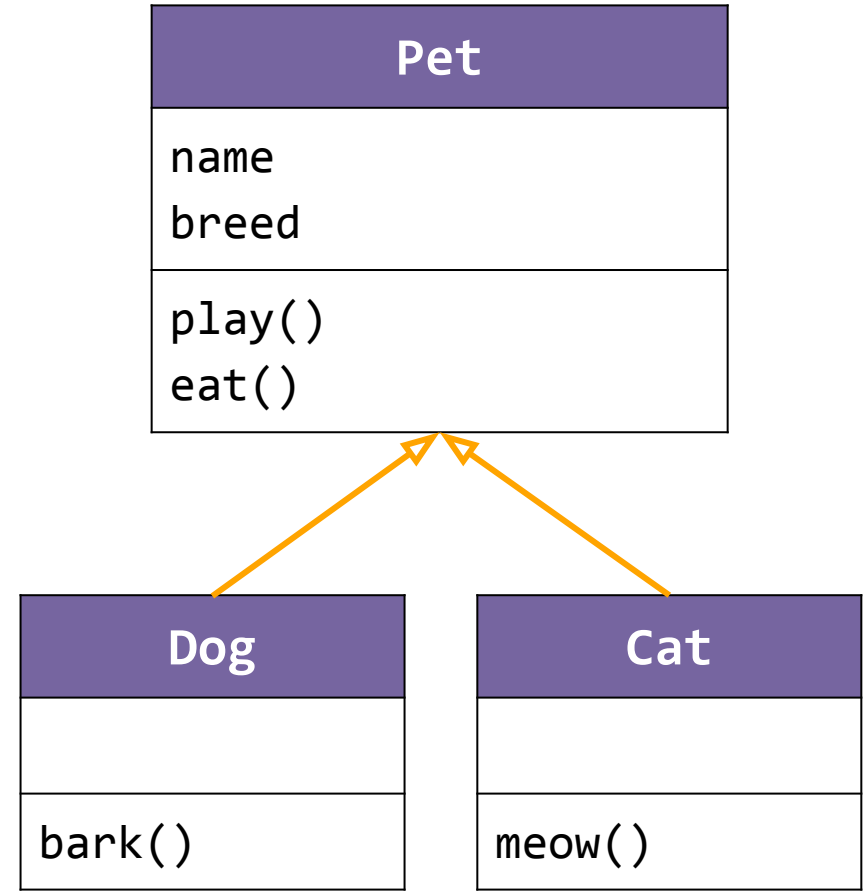 Pet
name
breed
play()
eat()
Dog
bark()
Cat
meow()